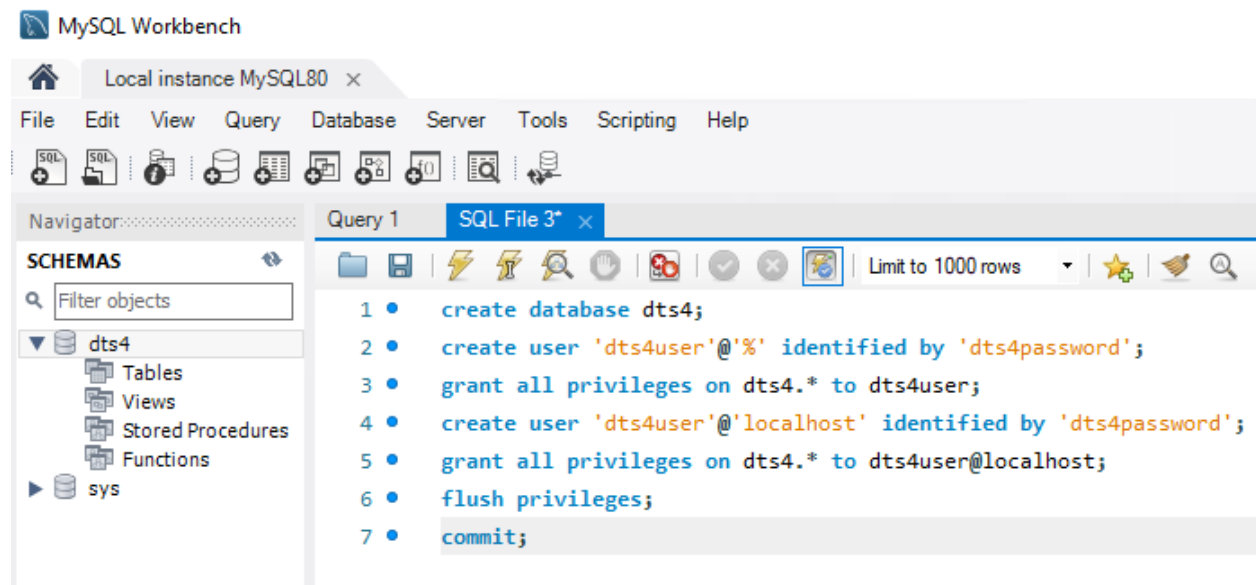 MySQL Workbench
Local instance MySQL80 ×
File Edit View Query Database Server Tools Scripting Help
SQL SQL
Navigator
Query 1 SQL File 3* ×
SCHEMAS
Limit to 1000 rows
Filter objects
dts4
Tables
Views
Stored Procedures
Functions
sys
1 create database dts4;
2 create user 'dts4user'@'%' identified by 'dts4password';
3 grant all privileges on dts4.* to dts4user;
4 create user 'dts4user'@'localhost' identified by 'dts4password';
5 grant all privileges on dts4.* to dts4user@localhost;
6 flush privileges;
7 commit;